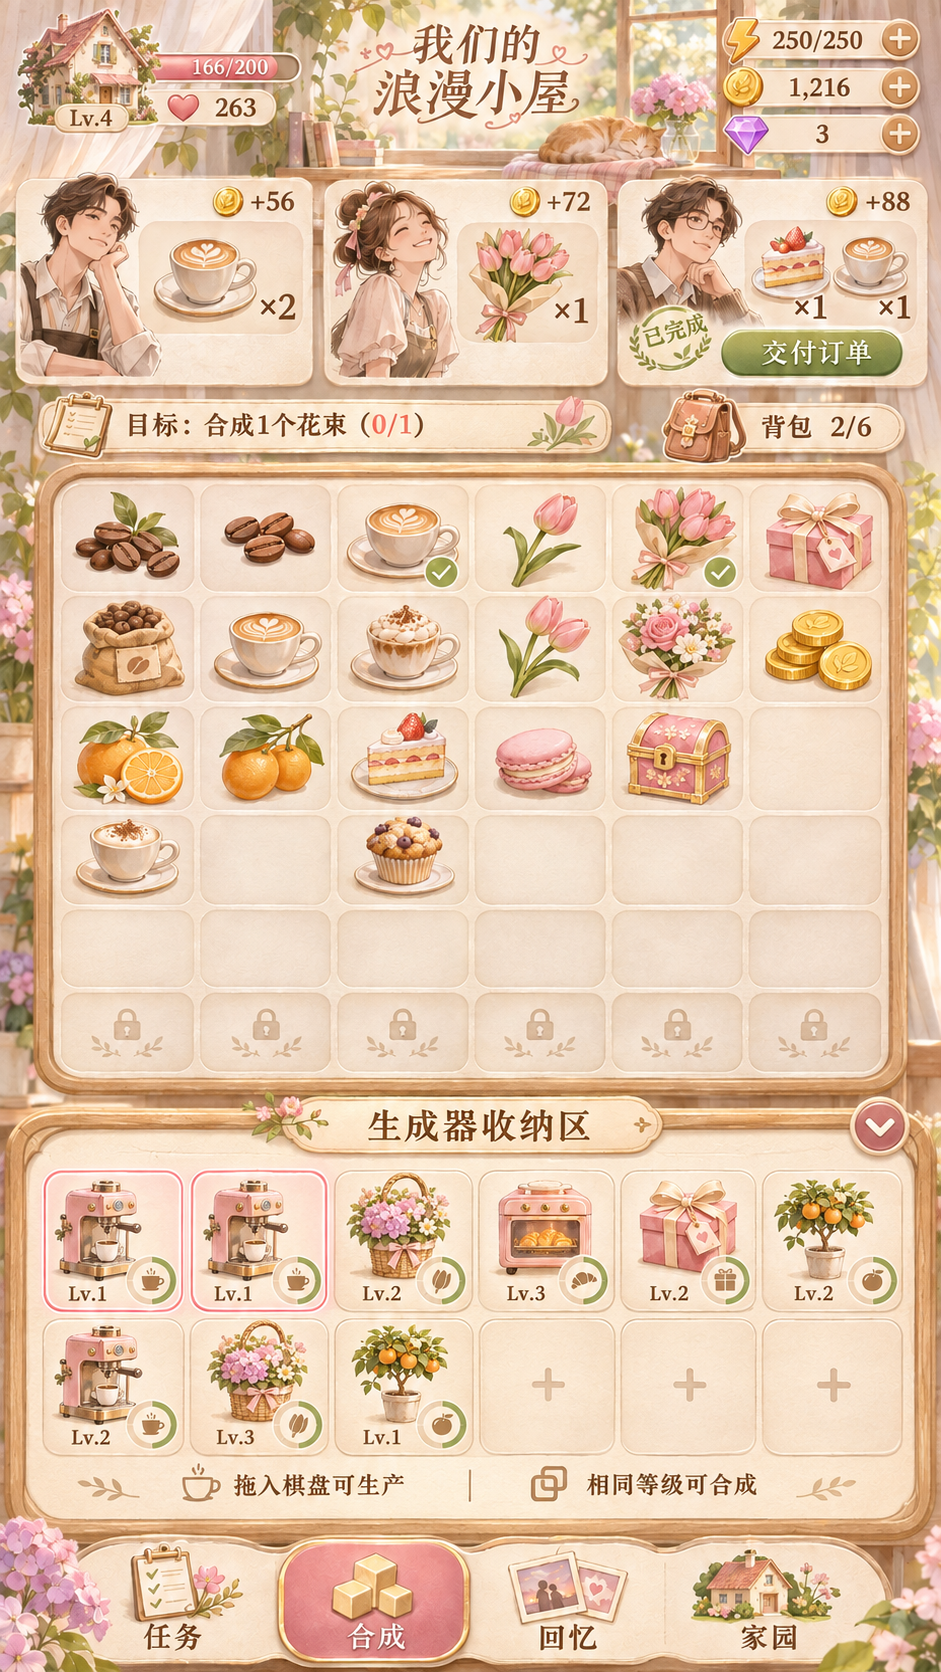 我们的
浪漫小屋
166/200
Lv.4
263
250/250
1,216
3
+56
×2
+72
×1
+88
×1
×1
已完成
交付订单
目标：合成1个花束（0/1）
背包 2/6
生成器收纳区
Lv.1
Lv.1
Lv.2
Lv.3
Lv.2
Lv.2
Lv.2
Lv.3
Lv.1
拖入棋盘可生产
相同等级可合成
任务
合成
回忆
家园